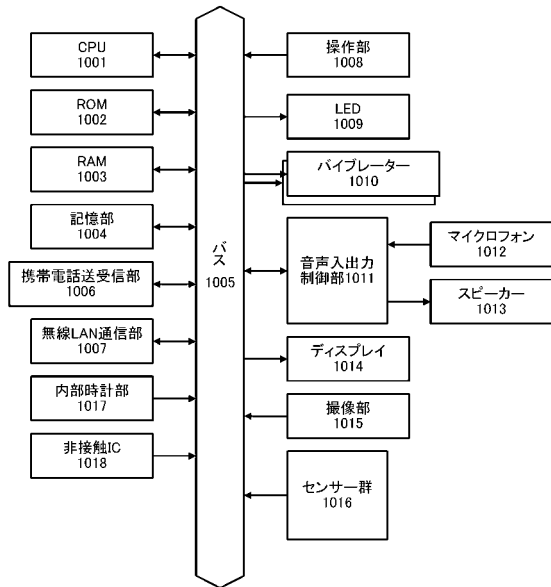 CPU
1001
ROM
1002
RAM
1003
記憶部
1004
携帯電話送受信部
1006
無線LAN通信部
1007
内部時計部
1017
非接触IC
1018
バス
1005
操作部
1008
LED
1009
バイブレーター
1010
音声入出力
制御部1011
マイクロフォン
1012
スピーカー
1013
ディスプレイ
1014
撮像部
1015
センサー群
1016